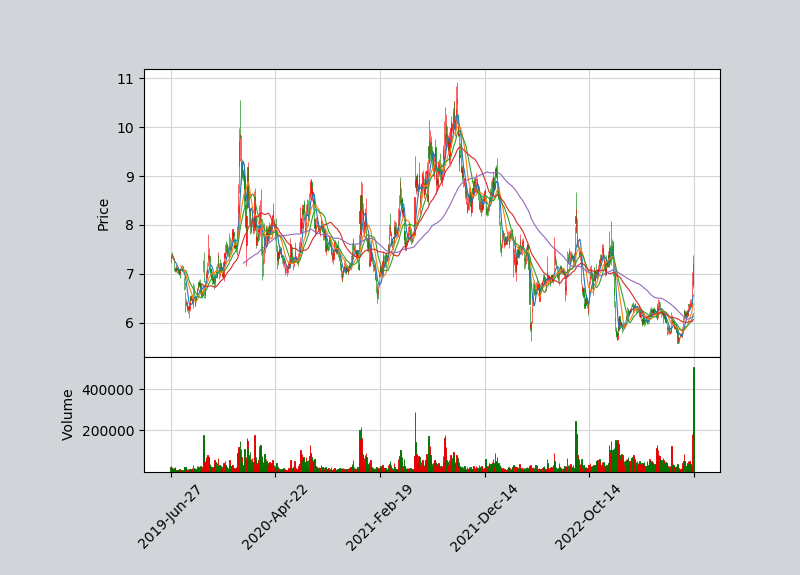 11
10
9
8
7
6
Price
400000
200000
Volume
2019-Jun-27
2020-Apr-22
2021-Feb-19
2021-Dec-14
2022-Oct-14